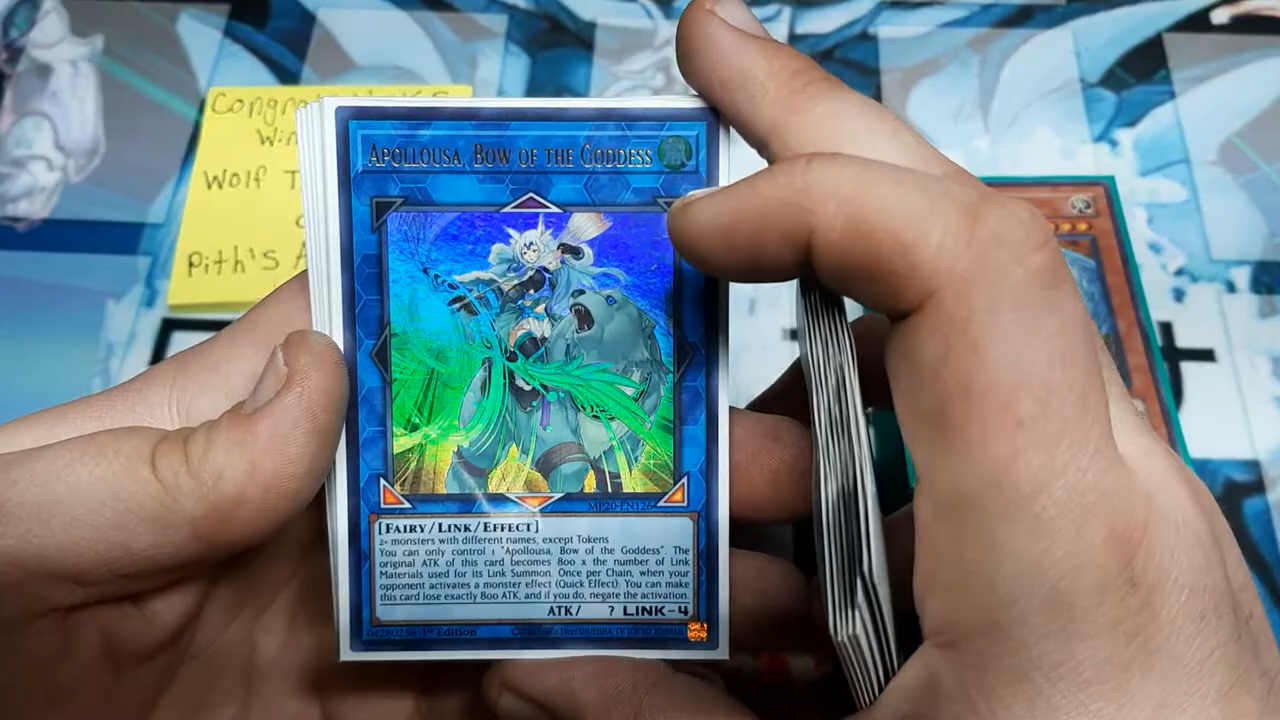 Congr
Win
Wolf T
Pith's A
APOLLOUSA, BOW OF THE GODDESS
MP20-EN126
[FAIRY/LINK/EFFECT]
2+ monsters with different names, except Tokens
You can only control 1 "Apollousa, Bow of the Goddess". The
original ATK of this card becomes 800 x the number of Link
Materials used for its Link Summon. Once per Chain, when your
opponent activates a monster effect (Quick Effect): You can make
this card lose exactly 800 ATK, and if you do, negate the activation.
ATK/ ? LINK-4
04280258 1st Edition